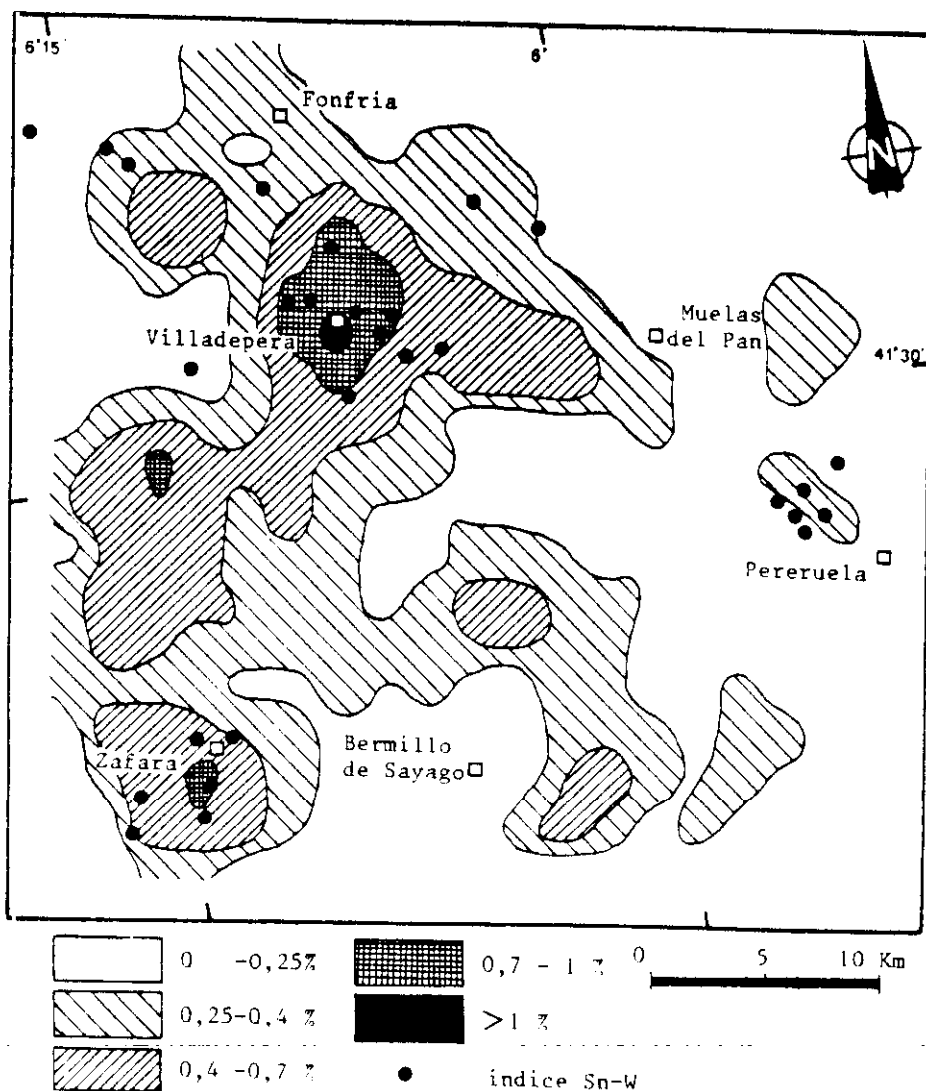 6°15'
6°
Fonfria
N
Muelas
del Pan
Villadepera
41°30'
Pereruela
Zafara
Bermillo
de Sayago
0 -0,25%
0,25-0,4 %
0,4 -0,7 %
0,7 - 1 %
>1 %
índice Sn-W
0 5 10 Km